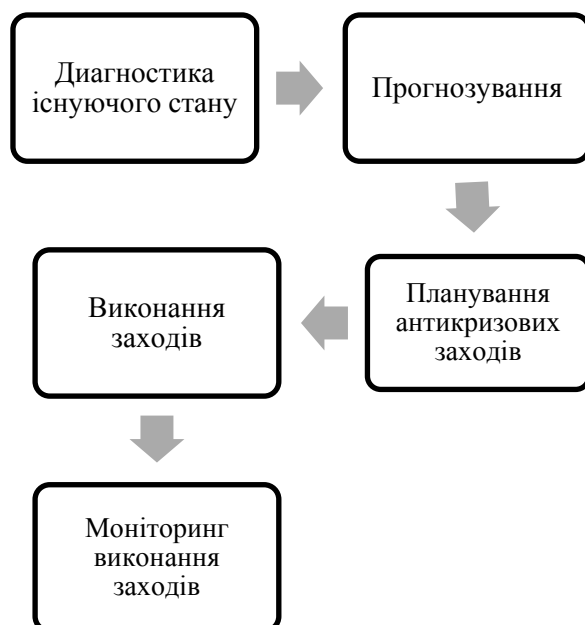 Диагностика
існуючого стану
Прогнозування
Планування
антикризових
заходів
Виконання
заходів
Моніторинг
виконання
заходів